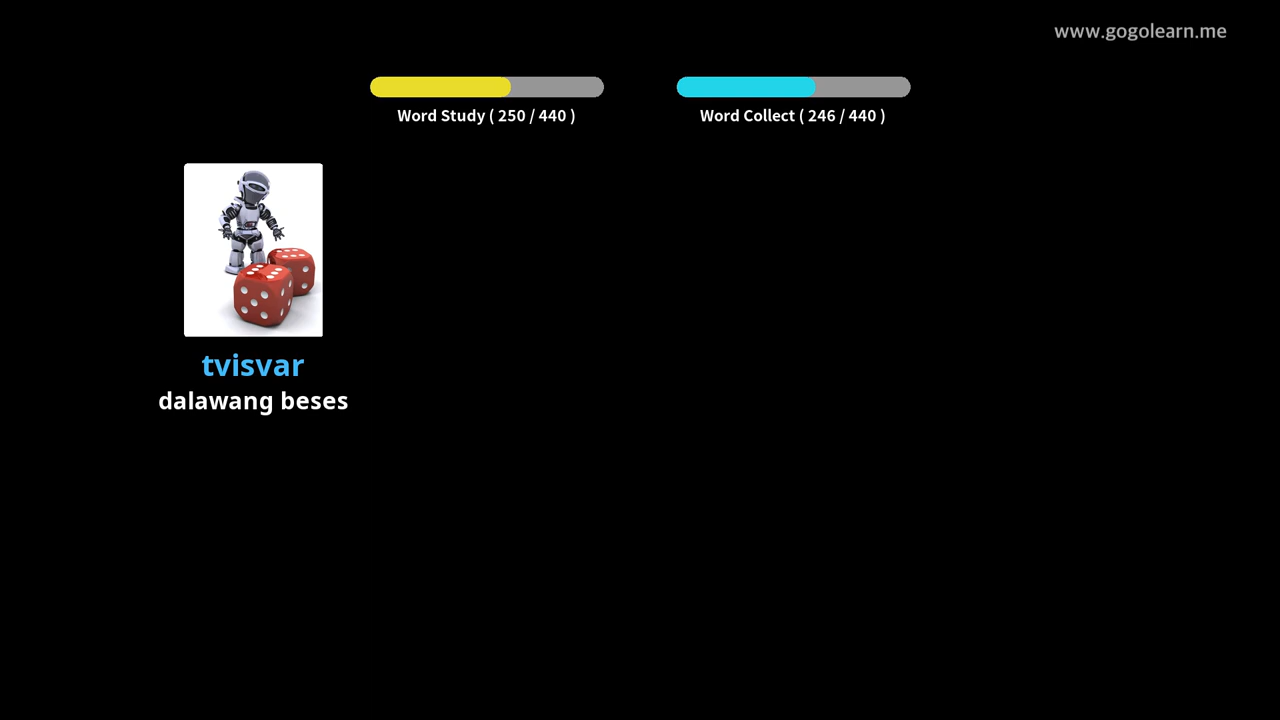 www.gogolearn.me
Word Study ( 250 / 440 )
Word Collect ( 246 / 440 )
tvisvar
dalawang beses